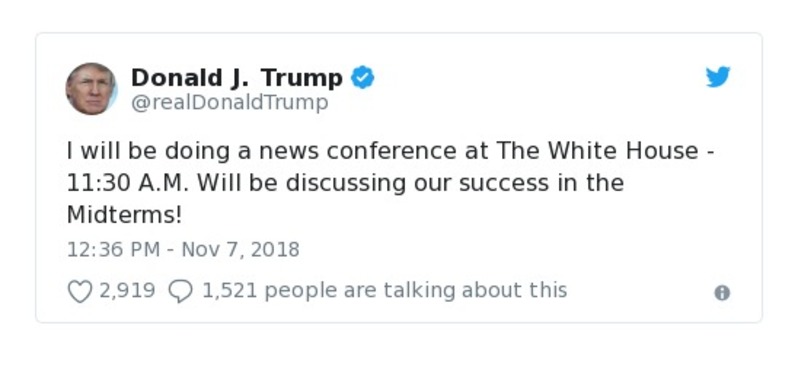 Donald J. Trump
@realDonaldTrump
I will be doing a news conference at The White House -
11:30 A.M. Will be discussing our success in the
Midterms!
12:36 PM - Nov 7, 2018
2,919 1,521 people are talking about this